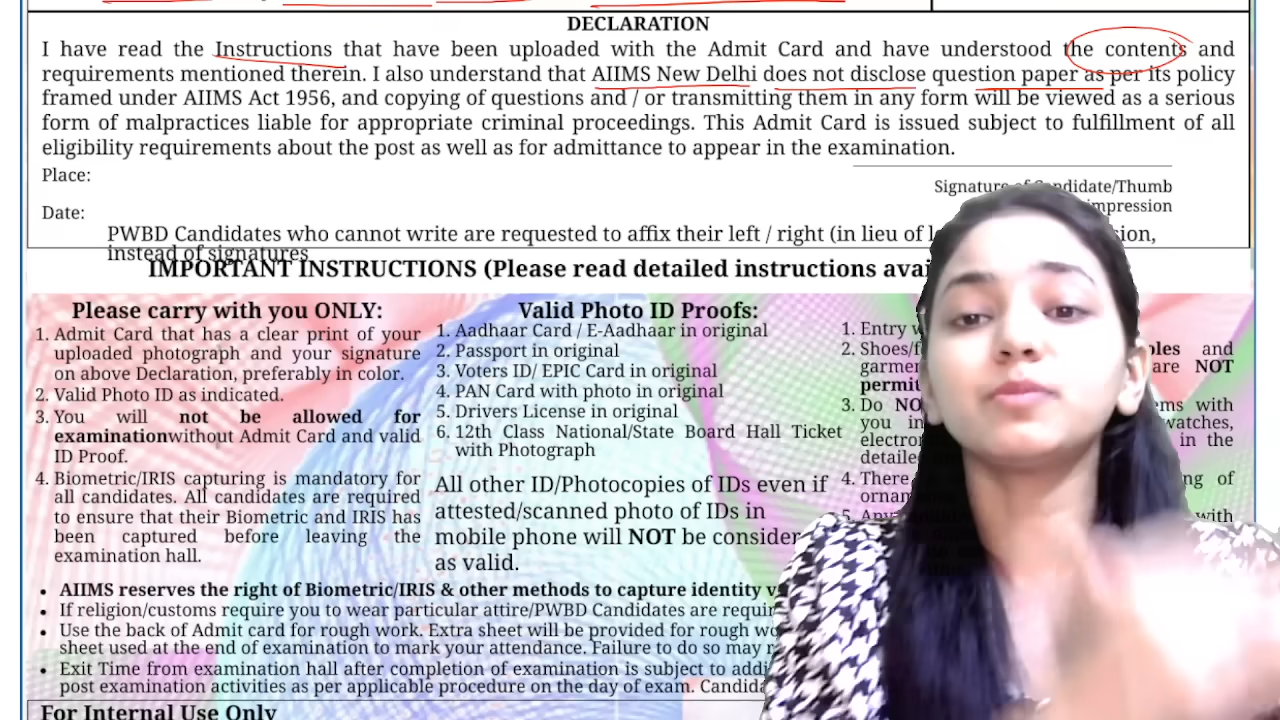 DECLARATION
I have read the Instructions that have been uploaded with the Admit Card and have understood the contents and
requirements mentioned therein. I also understand that AIIMS New Delhi does not disclose question paper as per its policy
framed under AIIMS Act 1956, and copying of questions and / or transmitting them in any form will be viewed as a serious
form of malpractices liable for appropriate criminal proceedings. This Admit Card is issued subject to fulfillment of all
eligibility requirements about the post as well as for admittance to appear in the examination.
Place:
Signature of Candidate/Thumb
impression
Date:
PWBD Candidates who cannot write are requested to affix their left / right (in lieu of
instead of signatures
IMPORTANT INSTRUCTIONS (Please read detailed instructions
Please carry with you ONLY:
1. Admit Card that has a clear print of your
uploaded photograph and your signature
on above Declaration, preferably in color.
2. Valid Photo ID as indicated.
3. You will not be allowed for
examinationwithout Admit Card and valid
ID Proof.
4. Biometric/IRIS capturing is mandatory for
all candidates. All candidates are required
to ensure that their Biometric and IRIS has
been captured before leaving the
examination hall.
Valid Photo ID Proofs:
1. Aadhaar Card / E-Aadhaar in original
2. Passport in original
3. Voters ID/ EPIC Card in original
4. PAN Card with photo in original
5. Drivers License in original
6. 12th Class National/State Board Hall Ticket
with Photograph
All other ID/Photocopies of IDs even if
attested/scanned photo of IDs in
mobile phone will NOT be consider
as valid.
1. Entry
2. and
are NOT
3. Do with
you in watches,
in the
4. There of
5. Any with
• AIIMS reserves the right of Biometric/IRIS & other methods to capture identity
• If religion/customs require you to wear particular attire/PWBD Candidates are
• Use the back of Admit card for rough work. Extra sheet will be provided for rough
sheet used at the end of examination to mark your attendance. Failure to do so may
• Exit Time from examination hall after completion of examination is subject to
post examination activities as per applicable procedure on the day of exam.
For Internal Use Only